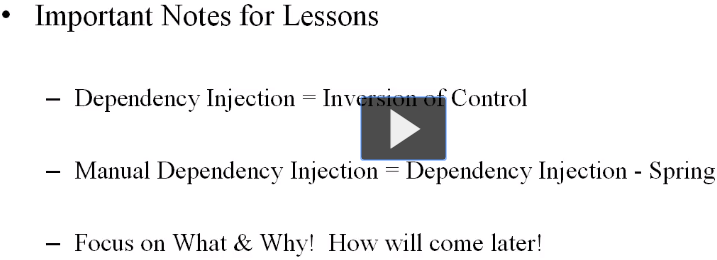 • Important Notes for Lessons
– Dependency Injection = Inversion of Control
– Manual Dependency Injection = Dependency Injection - Spring
– Focus on What & Why! How will come later!